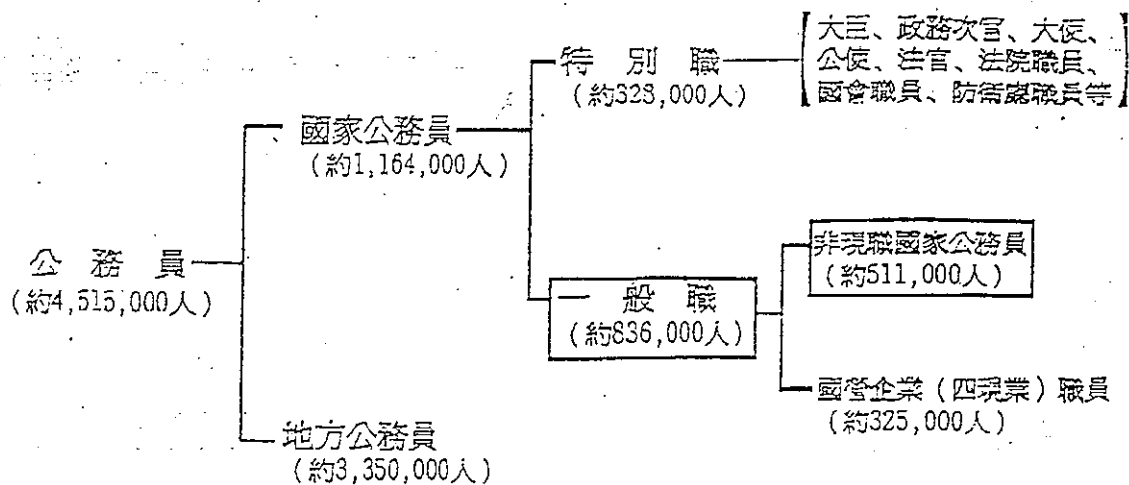 大臣、政務次官、大使、
公使、法官、法院職員、
國會職員、防衛廳職員等
特別職
(約328,000人)
國家公務員
(約1,164,000人)
公務員
(約4,515,000人)
非現職國家公務員
(約511,000人)
一般職
(約836,000人)
國營企業(四現業)職員
(約325,000人)
地方公務員
(約3,350,000人)